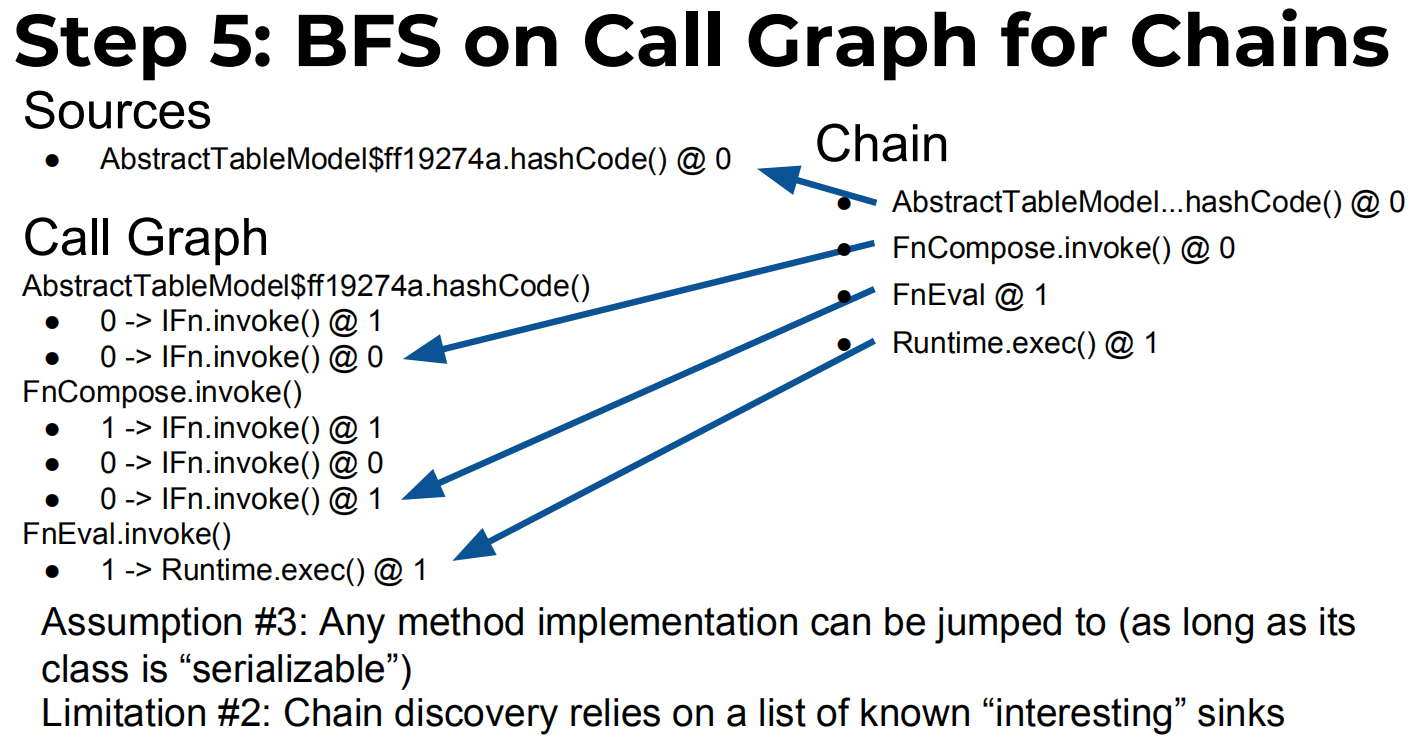 Step 5: BFS on Call Graph for Chains
Sources
● AbstractTableModel$ff19274a.hashCode() @ 0
Call Graph
AbstractTableModel$ff19274a.hashCode()
● 0 -> IFn.invoke() @ 1
● 0 -> IFn.invoke() @ 0
FnCompose.invoke()
● 1 -> IFn.invoke() @ 1
● 0 -> IFn.invoke() @ 0
● 0 -> IFn.invoke() @ 1
FnEval.invoke()
● 1 -> Runtime.exec() @ 1
Chain
● AbstractTableModel...hashCode() @ 0
● FnCompose.invoke() @ 0
● FnEval @ 1
● Runtime.exec() @ 1
Assumption #3: Any method implementation can be jumped to (as long as its
class is “serializable”)
Limitation #2: Chain discovery relies on a list of known “interesting” sinks